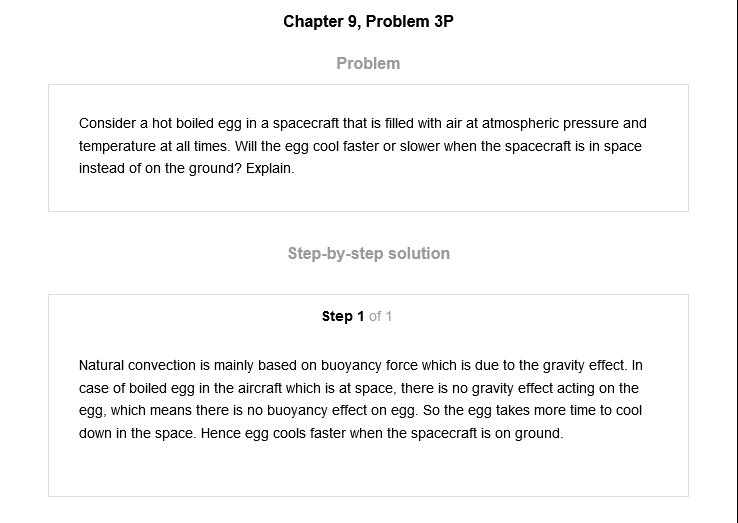 Chapter 9, Problem 3P
Problem
Consider a hot boiled egg in a spacecraft that is filled with air at atmospheric pressure and
temperature at all times. Will the egg cool faster or slower when the spacecraft is in space
instead of on the ground? Explain.
Step-by-step solution
Step 1 of 1
Natural convection is mainly based on buoyancy force which is due to the gravity effect. In
case of boiled egg in the aircraft which is at space, there is no gravity effect acting on the
egg, which means there is no buoyancy effect on egg. So the egg takes more time to cool
down in the space. Hence egg cools faster when the spacecraft is on ground.